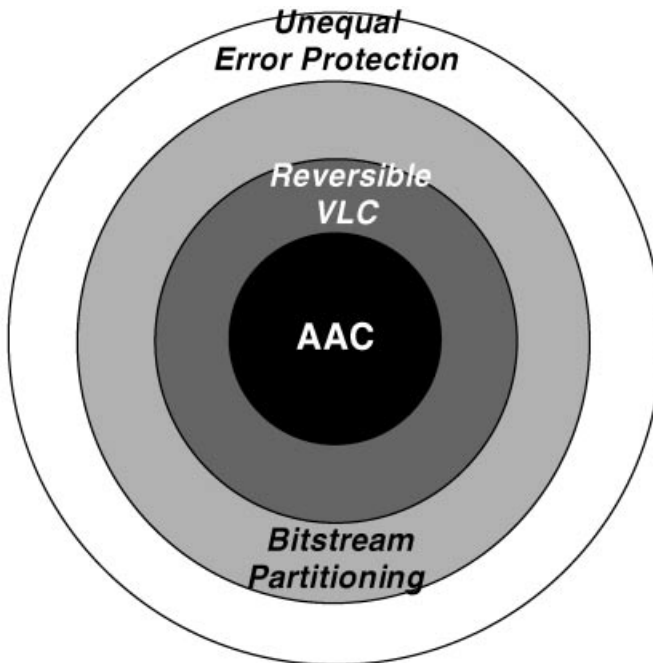 Unequal
Error Protection
Reversible
VLC
AAC
Bitstream
Partitioning